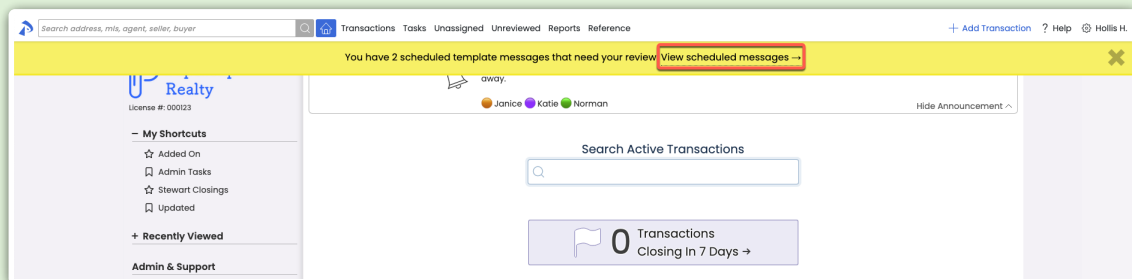 Search address, mls, agent, seller, buyer
Transactions Tasks Unassigned Unreviewed Reports Reference
+ Add Transaction ? Help Hollis H.
You have 2 scheduled template messages that need your review View scheduled messages →
Realty
License #: 000123
away.
Janice Katie Norman
Hide Announcement
− My Shortcuts
Added On
Admin Tasks
Stewart Closings
Updated
+ Recently Viewed
Admin & Support
Search Active Transactions
0 Transactions
Closing In 7 Days →